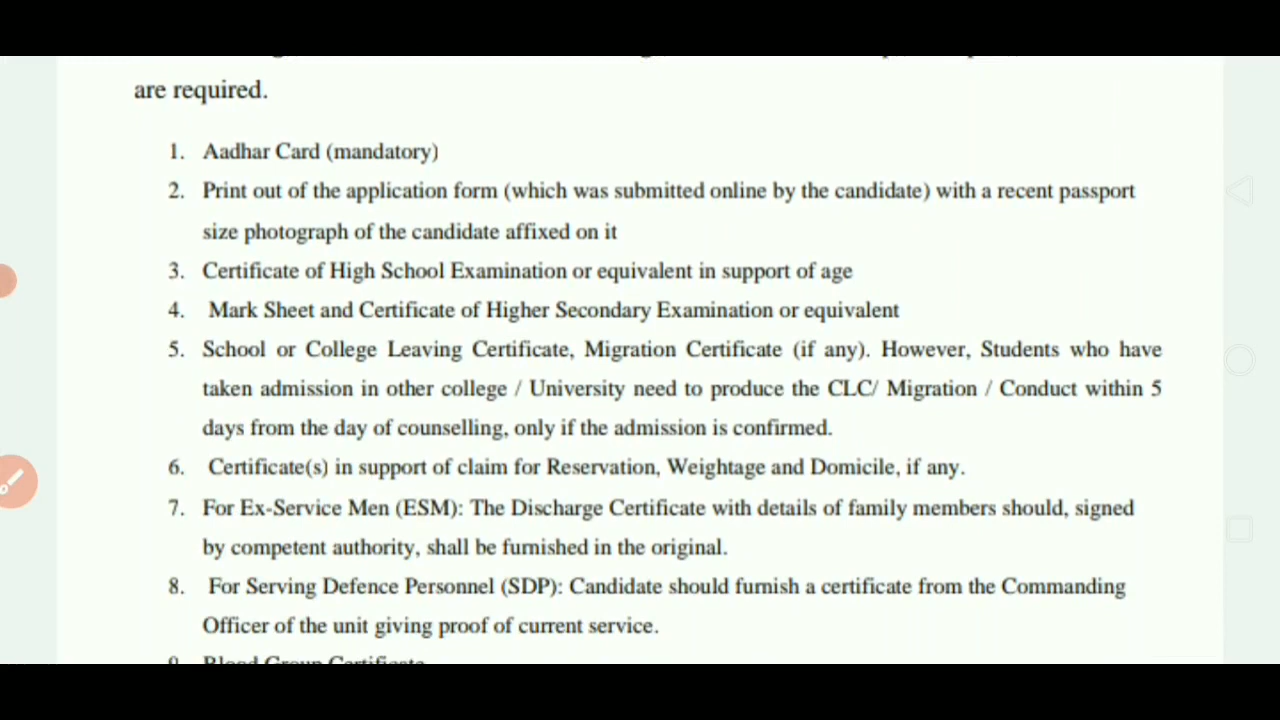 are required.
1. Aadhar Card (mandatory)
2. Print out of the application form (which was submitted online by the candidate) with a recent passport
size photograph of the candidate affixed on it
3. Certificate of High School Examination or equivalent in support of age
4. Mark Sheet and Certificate of Higher Secondary Examination or equivalent
5. School or College Leaving Certificate, Migration Certificate (if any). However, Students who have
taken admission in other college / University need to produce the CLC/ Migration / Conduct within 5
days from the day of counselling, only if the admission is confirmed.
6. Certificate(s) in support of claim for Reservation, Weightage and Domicile, if any.
7. For Ex-Service Men (ESM): The Discharge Certificate with details of family members should, signed
by competent authority, shall be furnished in the original.
8. For Serving Defence Personnel (SDP): Candidate should furnish a certificate from the Commanding
Officer of the unit giving proof of current service.
9. Blood Group Certificate